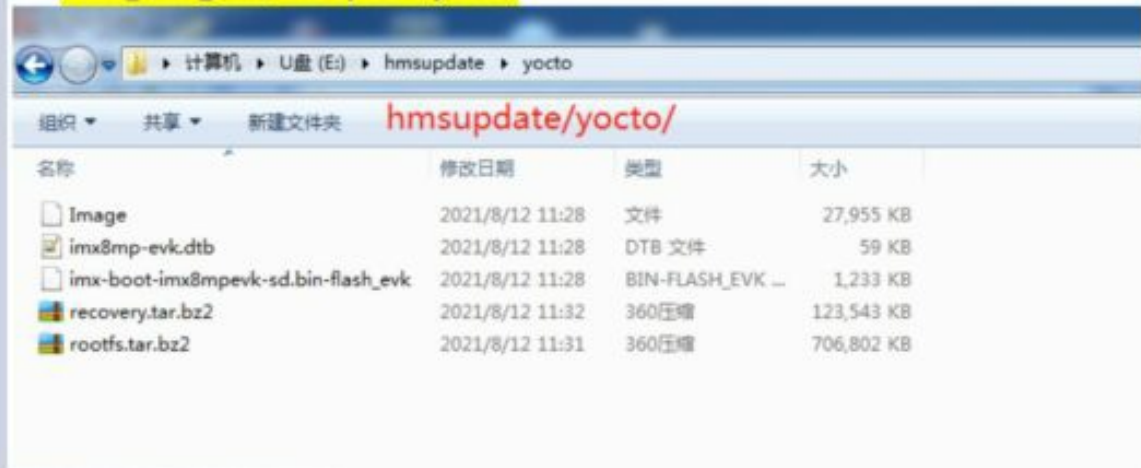 计算机 ▸ U盘 (E:) ▸ hmsupdate ▸ yocto
组织 共享 新建文件夹 hmsupdate/yocto/
名称 修改日期 类型 大小
Image 2021/8/12 11:28 文件 27,955 KB
imx8mp-evk.dtb 2021/8/12 11:28 DTB 文件 59 KB
imx-boot-imx8mpevk-sd.bin-flash_evk 2021/8/12 11:28 BIN-FLASH_EVK ... 1,233 KB
recovery.tar.bz2 2021/8/12 11:32 360压缩 123,543 KB
rootfs.tar.bz2 2021/8/12 11:31 360压缩 706,802 KB